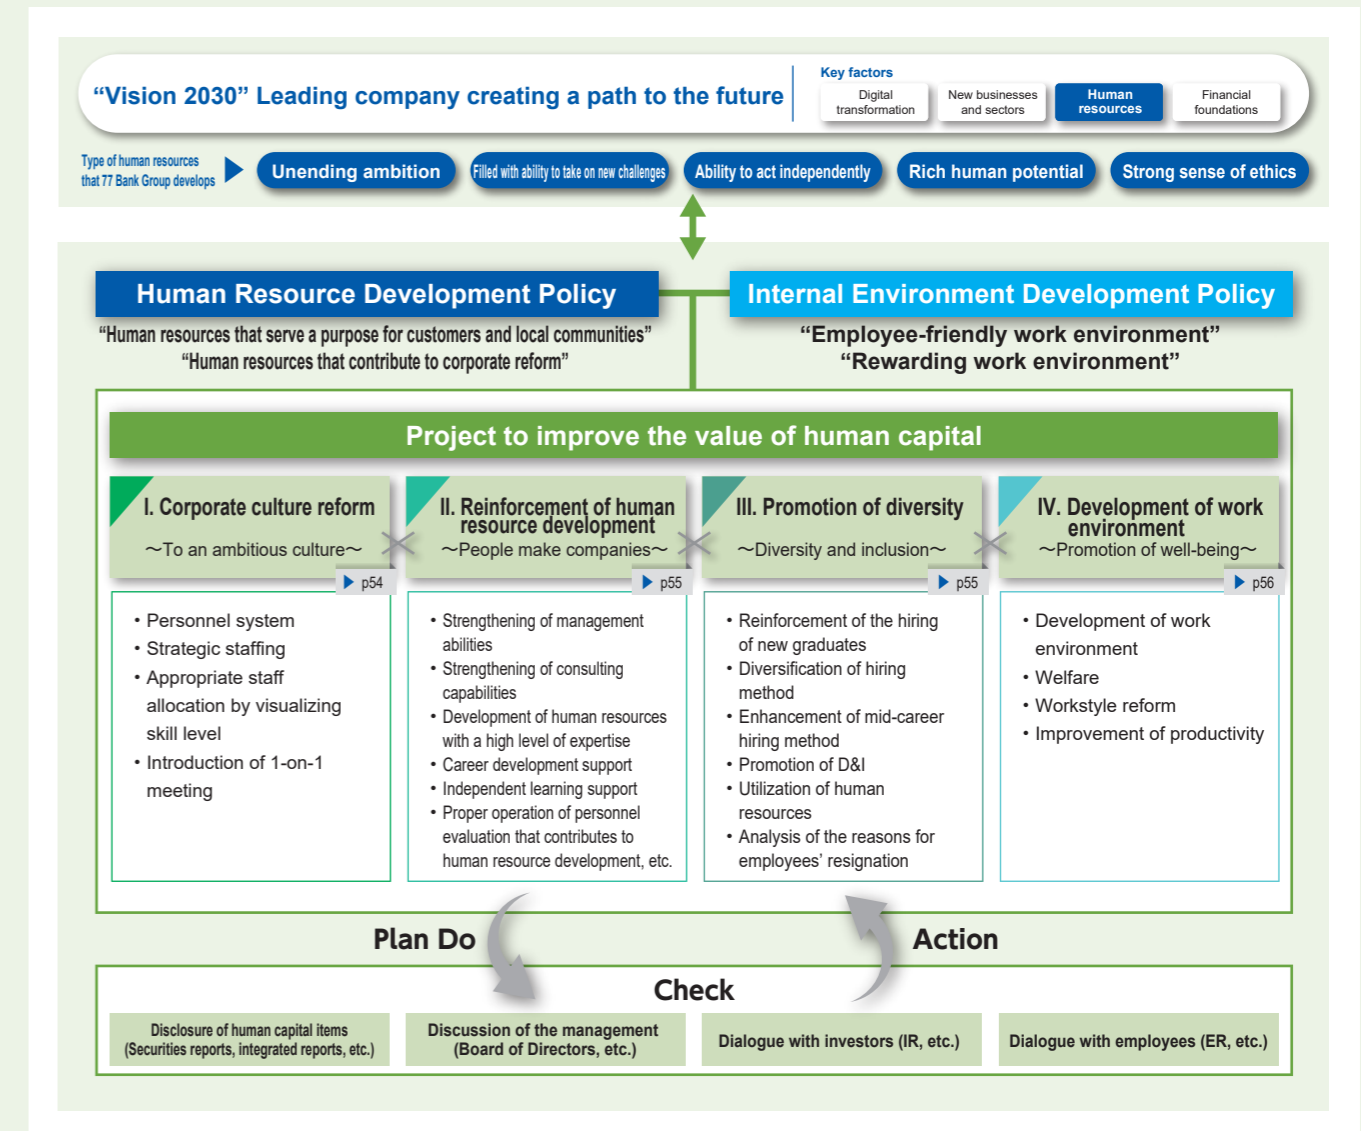 “Vision 2030” Leading company creating a path to the future
Key factors
Digital
transformation
New businesses
and sectors
Human
resources
Financial
foundations
Type of human resources
that 77 Bank Group develops
Unending ambition
Filled with ability to take on new challenges
Ability to act independently
Rich human potential
Strong sense of ethics
Human Resource Development Policy
“Human resources that serve a purpose for customers and local communities”
“Human resources that contribute to corporate reform”
Internal Environment Development Policy
“Employee-friendly work environment”
“Rewarding work environment”
Project to improve the value of human capital
I. Corporate culture reform
～To an ambitious culture～
p54
• Personnel system
• Strategic staffing
• Appropriate staff
allocation by visualizing
skill level
• Introduction of 1-on-1
meeting
II. Reinforcement of human
resource development
～People make companies～
p55
• Strengthening of management
abilities
• Strengthening of consulting
capabilities
• Development of human resources
with a high level of expertise
• Career development support
• Independent learning support
• Proper operation of personnel
evaluation that contributes to
human resource development, etc.
III. Promotion of diversity
～Diversity and inclusion～
p55
• Reinforcement of the hiring
of new graduates
• Diversification of hiring
method
• Enhancement of mid-career
hiring method
• Promotion of D&I
• Utilization of human
resources
• Analysis of the reasons for
employees’ resignation
IV. Development of work
environment
～Promotion of well-being～
p56
• Development of work
environment
• Welfare
• Workstyle reform
• Improvement of productivity
Plan Do
Action
Check
Disclosure of human capital items
(Securities reports, integrated reports, etc.)
Discussion of the management
(Board of Directors, etc.)
Dialogue with investors (IR, etc.)
Dialogue with employees (ER, etc.)